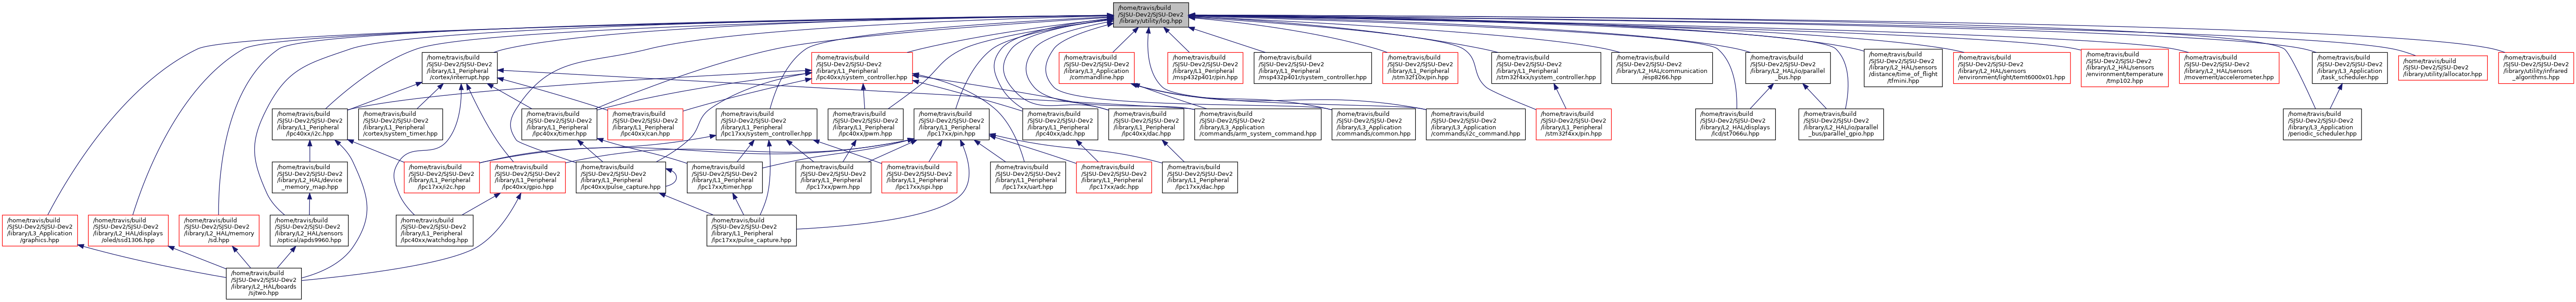 /home/travis/build
/SJSU-Dev2/SJSU-Dev2
/library/utility/log.hpp
/home/travis/build
/SJSU-Dev2/SJSU-Dev2
/library/L1_Peripheral
/cortex/interrupt.hpp
/home/travis/build
/SJSU-Dev2/SJSU-Dev2
/library/L1_Peripheral
/lpc40xx/system_controller.hpp
/home/travis/build
/SJSU-Dev2/SJSU-Dev2
/library/L3_Application
/commandline.hpp
/home/travis/build
/SJSU-Dev2/SJSU-Dev2
/library/L1_Peripheral
/msp432p401r/pin.hpp
/home/travis/build
/SJSU-Dev2/SJSU-Dev2
/library/L1_Peripheral
/msp432p401r/system_controller.hpp
/home/travis/build
/SJSU-Dev2/SJSU-Dev2
/library/L1_Peripheral
/stm32f10x/pin.hpp
/home/travis/build
/SJSU-Dev2/SJSU-Dev2
/library/L1_Peripheral
/stm32f4xx/system_controller.hpp
/home/travis/build
/SJSU-Dev2/SJSU-Dev2
/library/L2_HAL/communication
/esp8266.hpp
/home/travis/build
/SJSU-Dev2/SJSU-Dev2
/library/L2_HAL/io/parallel
_bus.hpp
/home/travis/build
/SJSU-Dev2/SJSU-Dev2
/library/L2_HAL/sensors
/distance/time_of_flight
/tfmini.hpp
/home/travis/build
/SJSU-Dev2/SJSU-Dev2
/library/L2_HAL/sensors
/environment/light/temt6000x01.hpp
/home/travis/build
/SJSU-Dev2/SJSU-Dev2
/library/L2_HAL/sensors
/environment/temperature
/tmp102.hpp
/home/travis/build
/SJSU-Dev2/SJSU-Dev2
/library/L2_HAL/sensors
/movement/accelerometer.hpp
/home/travis/build
/SJSU-Dev2/SJSU-Dev2
/library/L3_Application
/task_scheduler.hpp
/home/travis/build
/SJSU-Dev2/SJSU-Dev2
/library/utility/allocator.hpp
/home/travis/build
/SJSU-Dev2/SJSU-Dev2
/library/utility/infrared
_algorithms.hpp
/home/travis/build
/SJSU-Dev2/SJSU-Dev2
/library/L1_Peripheral
/lpc40xx/i2c.hpp
/home/travis/build
/SJSU-Dev2/SJSU-Dev2
/library/L1_Peripheral
/cortex/system_timer.hpp
/home/travis/build
/SJSU-Dev2/SJSU-Dev2
/library/L1_Peripheral
/lpc40xx/timer.hpp
/home/travis/build
/SJSU-Dev2/SJSU-Dev2
/library/L1_Peripheral
/lpc40xx/can.hpp
/home/travis/build
/SJSU-Dev2/SJSU-Dev2
/library/L1_Peripheral
/lpc17xx/system_controller.hpp
/home/travis/build
/SJSU-Dev2/SJSU-Dev2
/library/L1_Peripheral
/lpc40xx/pwm.hpp
/home/travis/build
/SJSU-Dev2/SJSU-Dev2
/library/L1_Peripheral
/lpc17xx/pin.hpp
/home/travis/build
/SJSU-Dev2/SJSU-Dev2
/library/L1_Peripheral
/lpc40xx/adc.hpp
/home/travis/build
/SJSU-Dev2/SJSU-Dev2
/library/L1_Peripheral
/lpc40xx/dac.hpp
/home/travis/build
/SJSU-Dev2/SJSU-Dev2
/library/L3_Application
/commands/arm_system_command.hpp
/home/travis/build
/SJSU-Dev2/SJSU-Dev2
/library/L3_Application
/commands/common.hpp
/home/travis/build
/SJSU-Dev2/SJSU-Dev2
/library/L3_Application
/commands/i2c_command.hpp
/home/travis/build
/SJSU-Dev2/SJSU-Dev2
/library/L1_Peripheral
/stm32f4xx/pin.hpp
/home/travis/build
/SJSU-Dev2/SJSU-Dev2
/library/L2_HAL/displays
/lcd/st7066u.hpp
/home/travis/build
/SJSU-Dev2/SJSU-Dev2
/library/L2_HAL/io/parallel
_bus/parallel_gpio.hpp
/home/travis/build
/SJSU-Dev2/SJSU-Dev2
/library/L3_Application
/periodic_scheduler.hpp
/home/travis/build
/SJSU-Dev2/SJSU-Dev2
/library/L2_HAL/device
_memory_map.hpp
/home/travis/build
/SJSU-Dev2/SJSU-Dev2
/library/L1_Peripheral
/lpc17xx/i2c.hpp
/home/travis/build
/SJSU-Dev2/SJSU-Dev2
/library/L1_Peripheral
/lpc40xx/gpio.hpp
/home/travis/build
/SJSU-Dev2/SJSU-Dev2
/library/L1_Peripheral
/lpc40xx/pulse_capture.hpp
/home/travis/build
/SJSU-Dev2/SJSU-Dev2
/library/L1_Peripheral
/lpc17xx/timer.hpp
/home/travis/build
/SJSU-Dev2/SJSU-Dev2
/library/L1_Peripheral
/lpc17xx/pwm.hpp
/home/travis/build
/SJSU-Dev2/SJSU-Dev2
/library/L1_Peripheral
/lpc17xx/spi.hpp
/home/travis/build
/SJSU-Dev2/SJSU-Dev2
/library/L1_Peripheral
/lpc17xx/uart.hpp
/home/travis/build
/SJSU-Dev2/SJSU-Dev2
/library/L1_Peripheral
/lpc17xx/adc.hpp
/home/travis/build
/SJSU-Dev2/SJSU-Dev2
/library/L1_Peripheral
/lpc17xx/dac.hpp
/home/travis/build
/SJSU-Dev2/SJSU-Dev2
/library/L3_Application
/graphics.hpp
/home/travis/build
/SJSU-Dev2/SJSU-Dev2
/library/L2_HAL/displays
/oled/ssd1306.hpp
/home/travis/build
/SJSU-Dev2/SJSU-Dev2
/library/L2_HAL/memory
/sd.hpp
/home/travis/build
/SJSU-Dev2/SJSU-Dev2
/library/L2_HAL/sensors
/optical/apds9960.hpp
/home/travis/build
/SJSU-Dev2/SJSU-Dev2
/library/L1_Peripheral
/lpc40xx/watchdog.hpp
/home/travis/build
/SJSU-Dev2/SJSU-Dev2
/library/L1_Peripheral
/lpc17xx/pulse_capture.hpp
/home/travis/build
/SJSU-Dev2/SJSU-Dev2
/library/L2_HAL/boards
/sjtwo.hpp